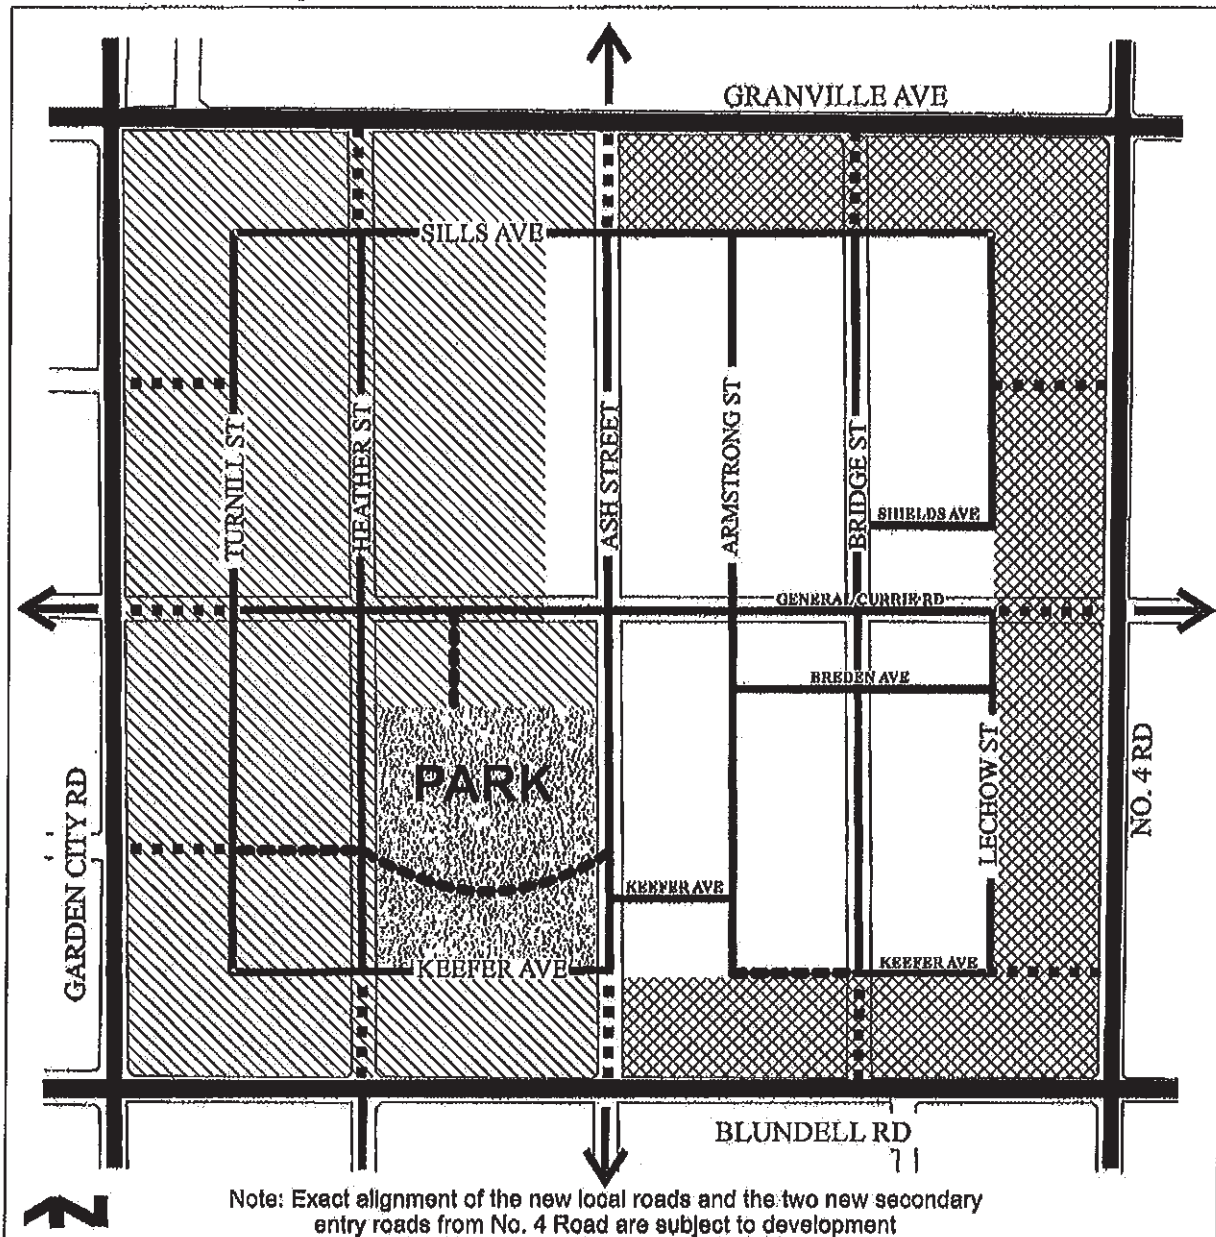 GRANVILLE AVE
SILLS AVE
TURNILL ST
HEATHER ST
ASH STREET
ARMSTRONG ST
BRIDGE ST
SHIELDS AVE
GENERAL CURRIE RD
BREDEN AVE
PARK
LECHOW ST
NO. 4 RD
GARDEN CITY RD
KEEFER AVE
KEEFER AVE
KEEFER AVE
BLUNDELL RD
Note: Exact alignment of the new local roads and the two new secondary
entry roads from No. 4 Road are subject to development